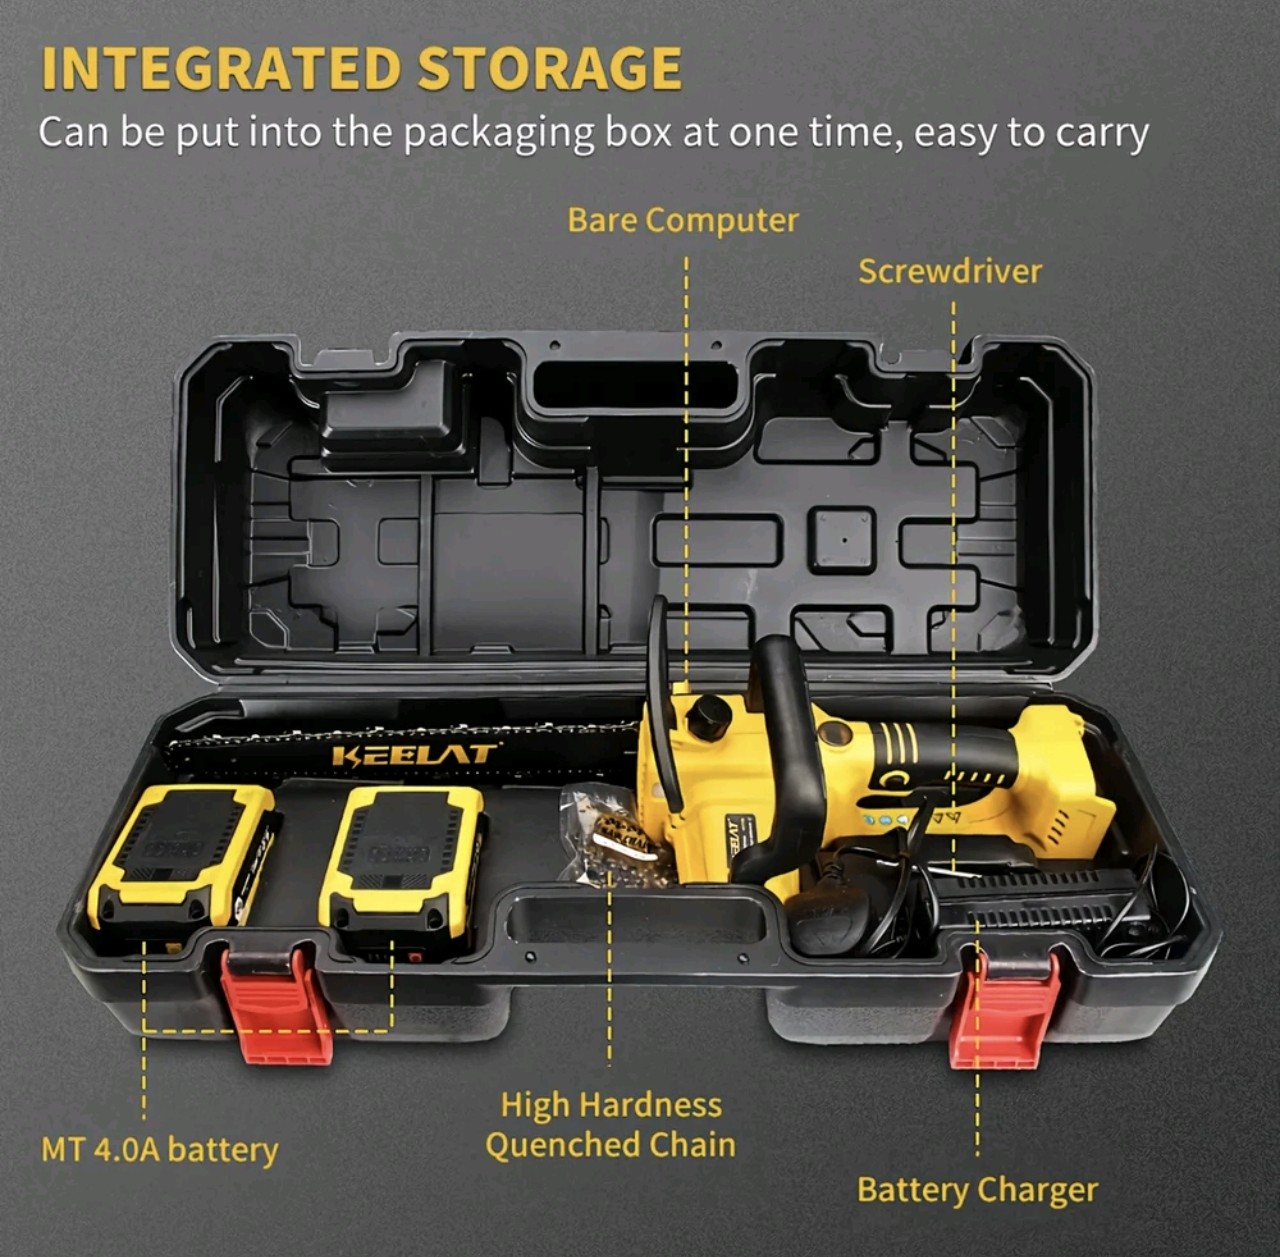 INTEGRATED STORAGE
Can be put into the packaging box at one time, easy to carry
Bare Computer
Screwdriver
KEELAT
MT 4.0A battery
High Hardness
Quenched Chain
Battery Charger